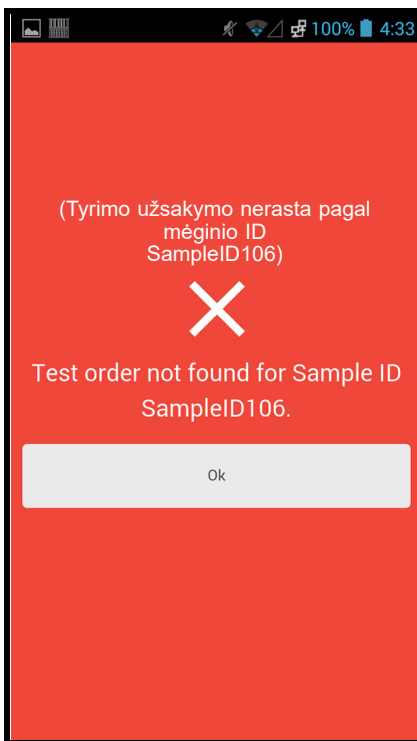 100% 4:33
(Tyrimo užsakymo nerasta pagal
mėginio ID
SampleID106)
Test order not found for Sample ID
SampleID106.
Ok